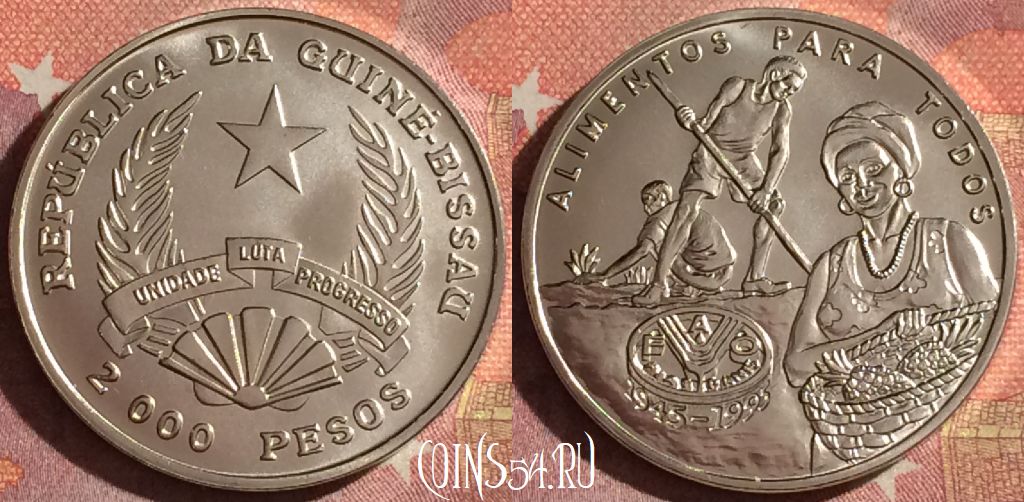 REPÚBLICA DA GUINÉ-BISSAU
UNIDADE LUTA PROGRESSO
2 000 PESOS
ALIMENTOS PARA TODOS
FAO
1945-1995
COINS54.RU